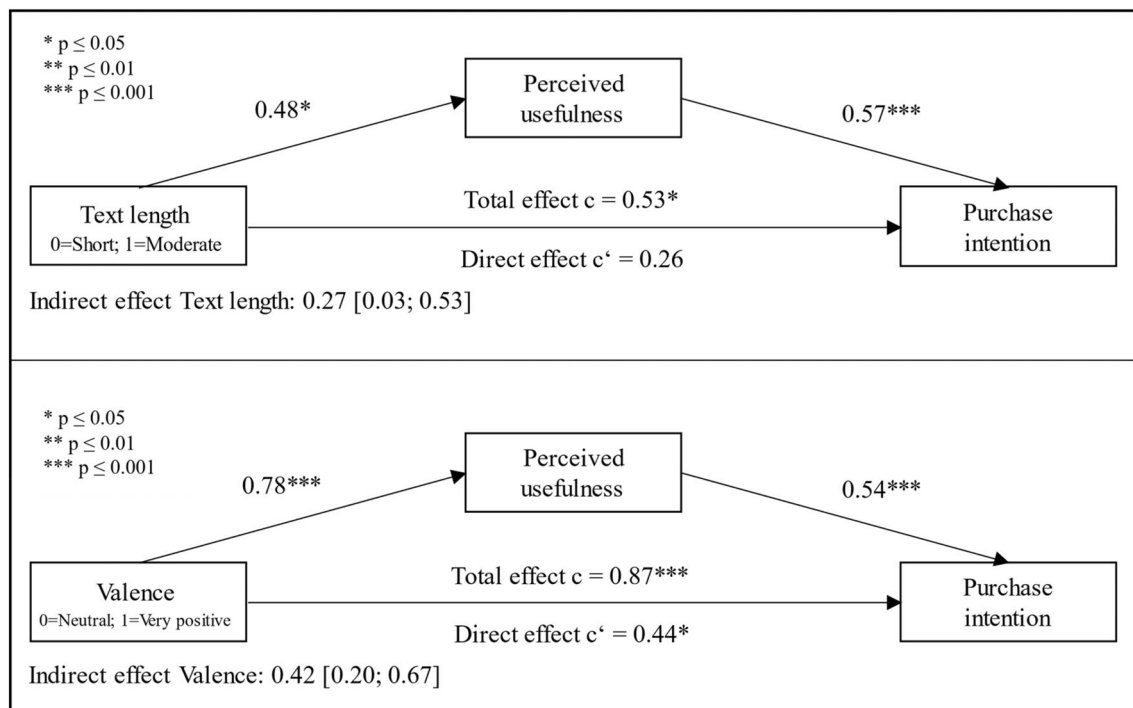 * p ≤ 0.05
** p ≤ 0.01
*** p ≤ 0.001
Perceived
usefulness
0.48*
0.57***
Text length
0=Short; 1=Moderate
Total effect c = 0.53*
Direct effect c‘ = 0.26
Purchase
intention
Indirect effect Text length: 0.27 [0.03; 0.53]
* p ≤ 0.05
** p ≤ 0.01
*** p ≤ 0.001
Perceived
usefulness
0.78***
0.54***
Valence
0=Neutral; 1=Very positive
Total effect c = 0.87***
Direct effect c‘ = 0.44*
Purchase
intention
Indirect effect Valence: 0.42 [0.20; 0.67]